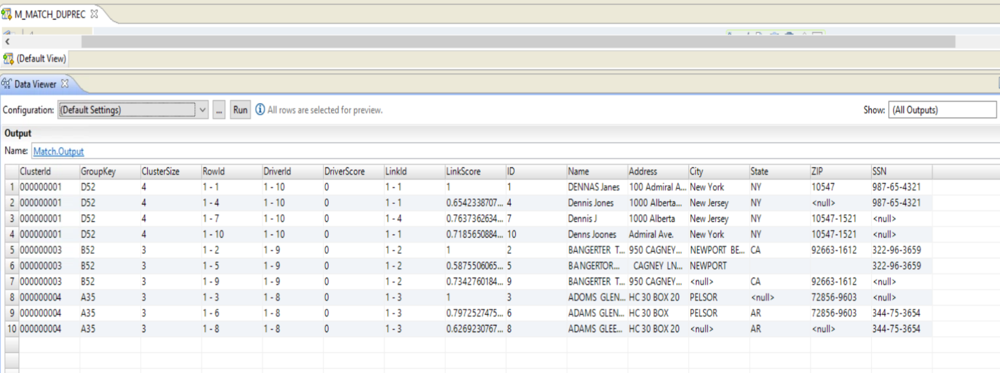 M_MATCH_DUPREC
(Default View)
Data Viewer
Configuration: (Default Settings) ... Run All rows are selected for preview. Show: (All Outputs)
Output
Name: Match.Output
ClusterId GroupKey ClusterSize RowId DriverId DriverScore LinkId LinkScore ID Name Address City State ZIP SSN
1 000000001 D52 4 1 - 1 1 - 10 0 1 - 1 1 1 DENNAS Janes 100 Admiral A... New York NY 10547 987-65-4321
2 000000001 D52 4 1 - 4 1 - 10 0 1 - 1 0.6542338707... 4 Dennis Jones 1000 Alberta... New Jersey NY <null> 987-65-4321
3 000000001 D52 4 1 - 7 1 - 10 0 1 - 4 0.7637362634... 7 Dennis J 1000 Alberta New Jersey NY 10547-1521 <null>
4 000000001 D52 4 1 - 10 1 - 10 0 1 - 1 0.7185650884... 10 Denns Joones Admiral Ave. New York NY 10547-1521 <null>
5 000000003 B52 3 1 - 2 1 - 9 0 1 - 2 1 2 BANGERTER T... 950 CAGNEY... NEWPORT BE... CA 92663-1612 322-96-3659
6 000000003 B52 3 1 - 5 1 - 9 0 1 - 2 0.5875506065... 5 BANGERTOR... CAGNEY LN... NEWPORT 322-96-3659
7 000000003 B52 3 1 - 9 1 - 9 0 1 - 2 0.7342760184... 9 BANGERTER T... 950 CAGNEY... <null> CA 92663-1612 <null>
8 000000004 A35 3 1 - 3 1 - 8 0 1 - 3 1 3 ADOMS GLEN... HC 30 BOX 20 PELSOR <null> 72856-9603 <null>
9 000000004 A35 3 1 - 6 1 - 8 0 1 - 3 0.7972527475... 6 ADAMS GLEN... HC 30 BOX PELSOR AR 72856-9603 344-75-3654
10 000000004 A35 3 1 - 8 1 - 8 0 1 - 3 0.6269230767... 8 ADAMS GLEE... HC 30 BOX 20 <null> AR <null> 344-75-3654